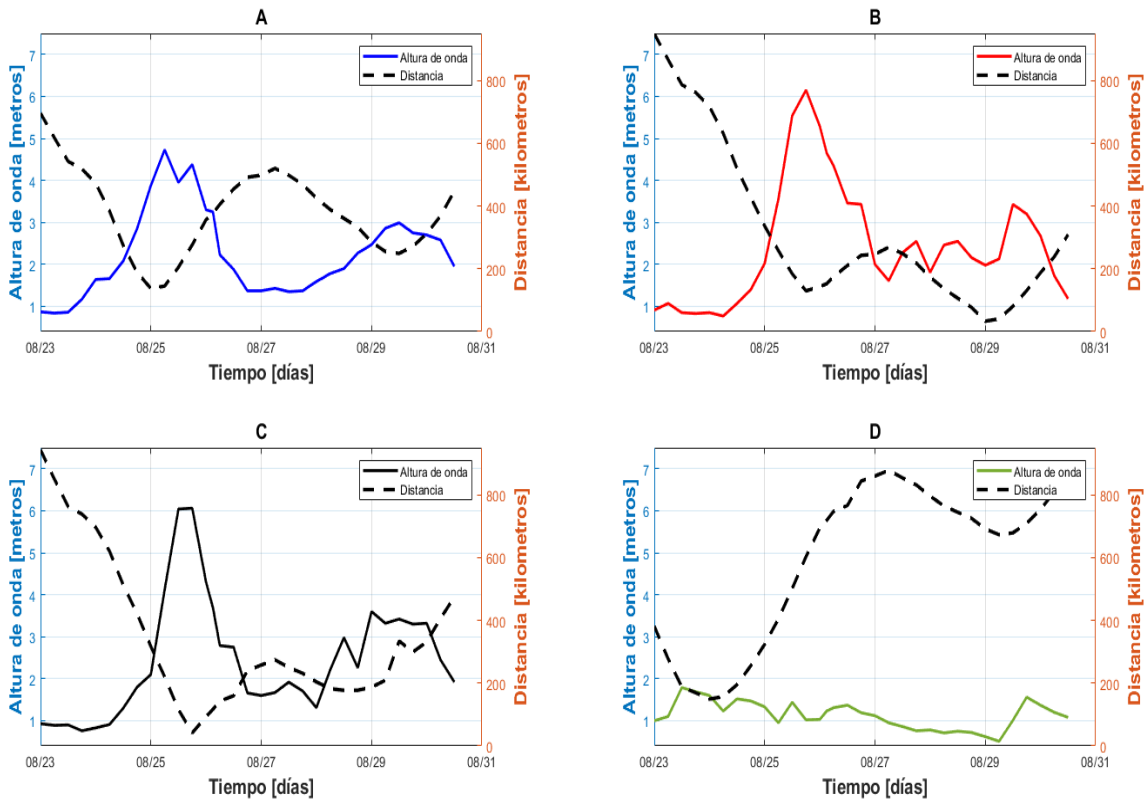 A
Altura de onda [metros]
7
6
5
4
3
2
1
Altura de onda
Distancia
800
600
400
200
0
Distancia [kilometros]
08/23 08/25 08/27 08/29 08/31
Tiempo [días]
B
Altura de onda [metros]
7
6
5
4
3
2
1
Altura de onda
Distancia
800
600
400
200
0
Distancia [kilometros]
08/23 08/25 08/27 08/29 08/31
Tiempo [días]
C
Altura de onda [metros]
7
6
5
4
3
2
1
Altura de onda
Distancia
800
600
400
200
0
Distancia [kilometros]
08/23 08/25 08/27 08/29 08/31
Tiempo [días]
D
Altura de onda [metros]
7
6
5
4
3
2
1
Altura de onda
Distancia
800
600
400
200
0
Distancia [kilometros]
08/23 08/25 08/27 08/29 08/31
Tiempo [días]